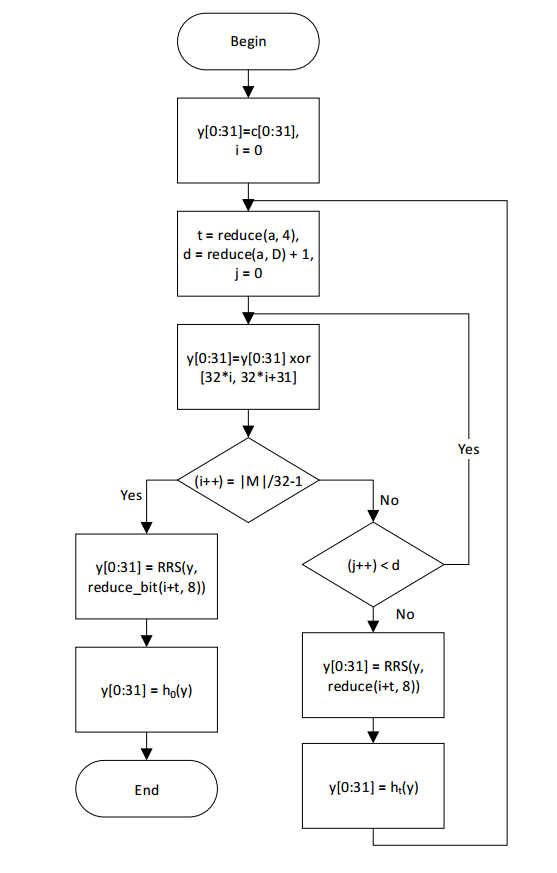 Begin
y[0:31]=c[0:31],
i = 0
t = reduce(a, 4),
d = reduce(a, D) + 1,
j = 0
y[0:31]=y[0:31] xor
[32*i, 32*i+31]
Yes
(i++) = |M|/32-1
Yes
No
y[0:31] = RRS(y,
reduce_bit(i+t, 8))
(j++) < d
No
y[0:31] = RRS(y,
reduce(i+t, 8))
y[0:31] = h₀(y)
y[0:31] = hₜ(y)
End